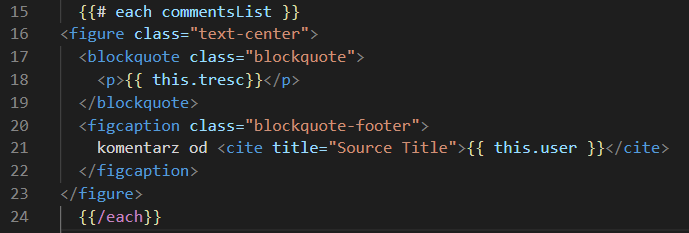 15 {{# each commentsList }}
16 <figure class="text-center">
17 <blockquote class="blockquote">
18 <p>{{ this.tresc}}</p>
19 </blockquote>
20 <figcaption class="blockquote-footer">
21 komentarz od <cite title="Source Title">{{ this.user }}</cite>
22 </figcaption>
23 </figure>
24 {{/each}}